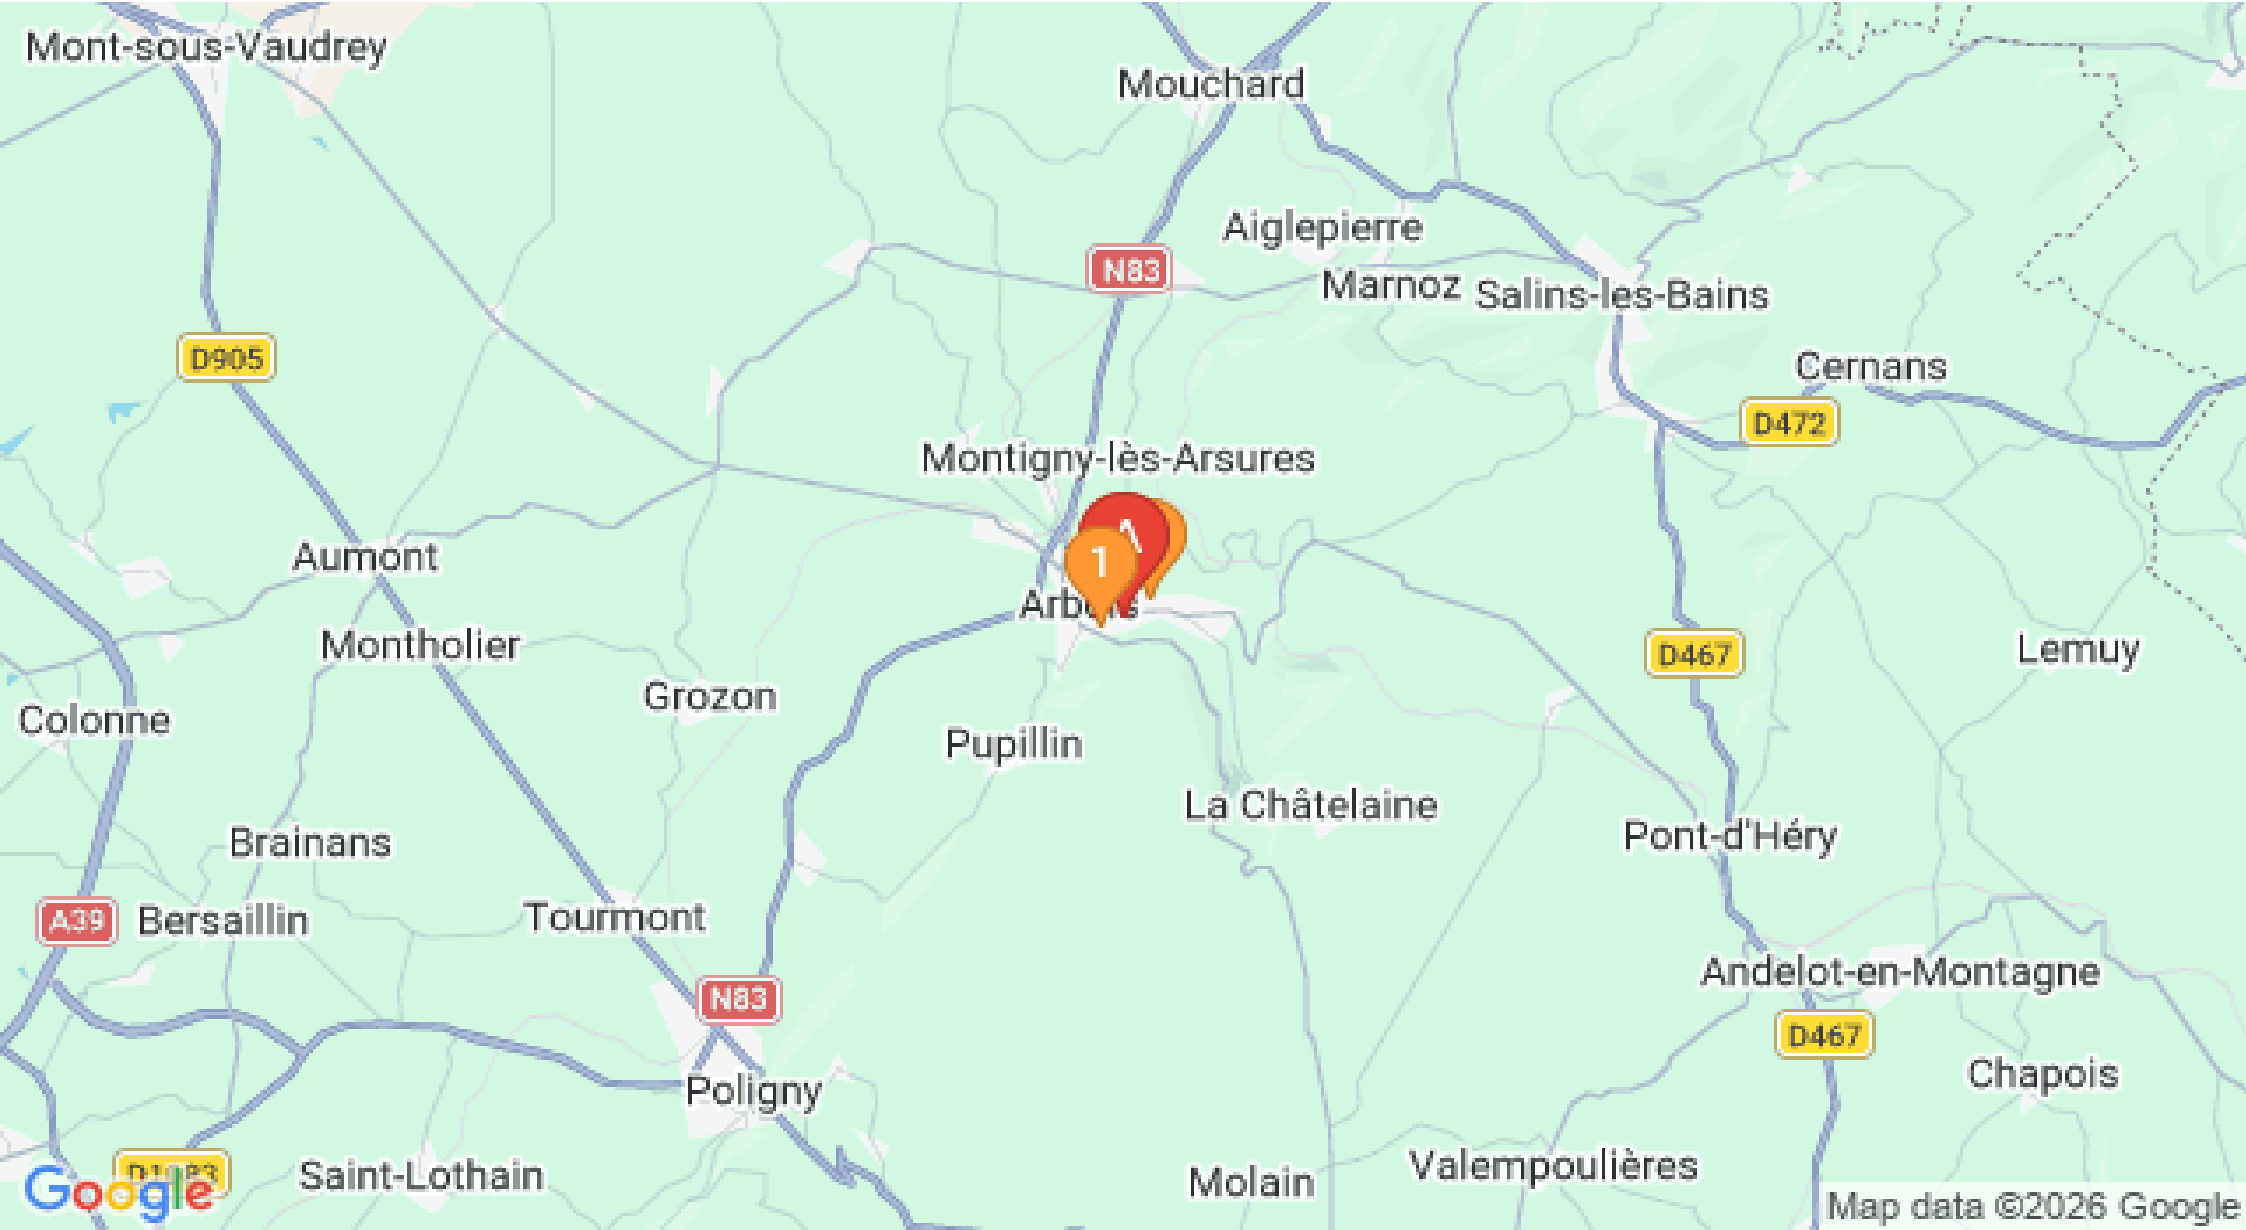 Mont-sous-Vaudrey
Mouchard
Aiglepierre
N83
Marnoz
Salins-les-Bains
D905
Cernans
D472
Montigny-lès-Arsures
1
Aumont
Montholier
D467
Lemuy
Grozon
Colonne
Pupillin
La Châtelaine
Pont-d'Héry
Brainans
A39
Bersaillin
Tourmont
Andelot-en-Montagne
N83
D467
Chapois
Poligny
Saint-Lothain
Molain
Valempoulières
Google
Map data ©2026 Google